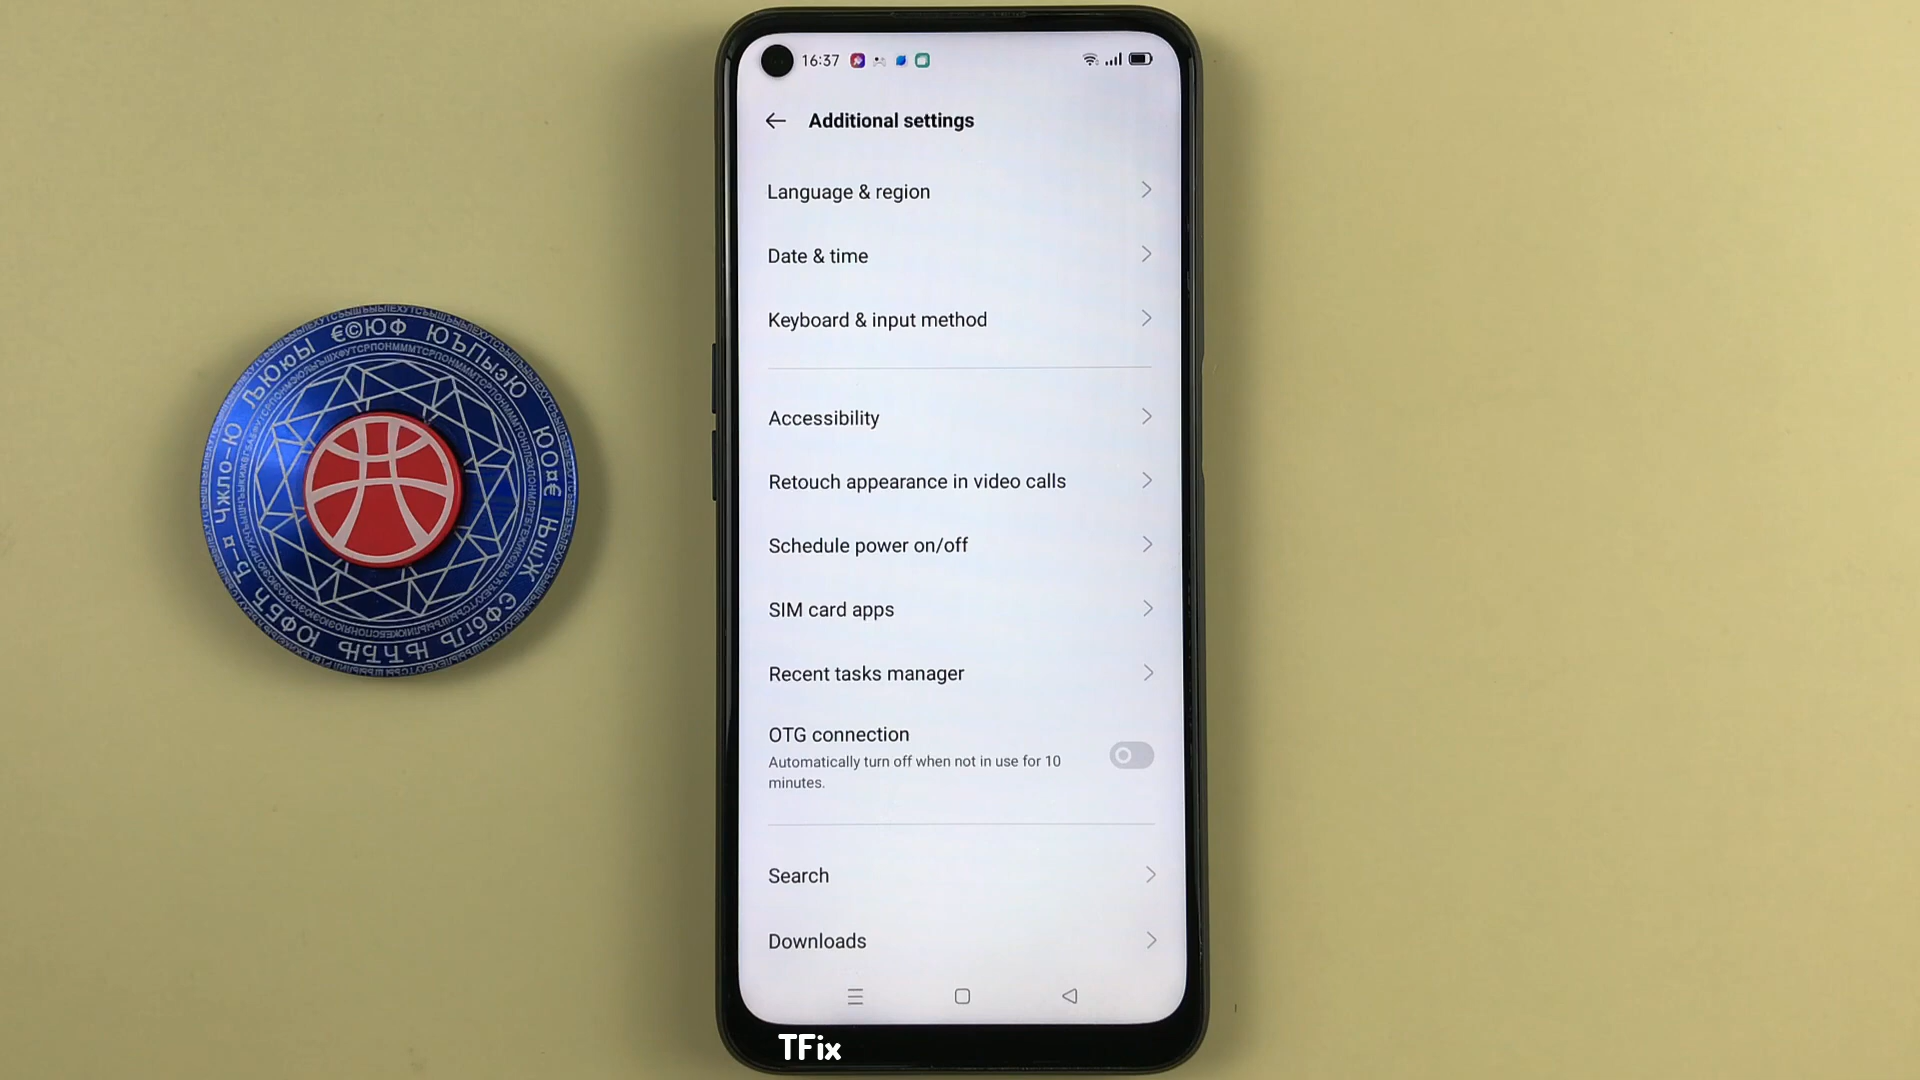 16:37
Additional settings
Language & region
Date & time
Keyboard & input method
Accessibility
Retouch appearance in video calls
Schedule power on/off
SIM card apps
Recent tasks manager
OTG connection
Automatically turn off when not in use for 10
minutes.
Search
Downloads
TFix